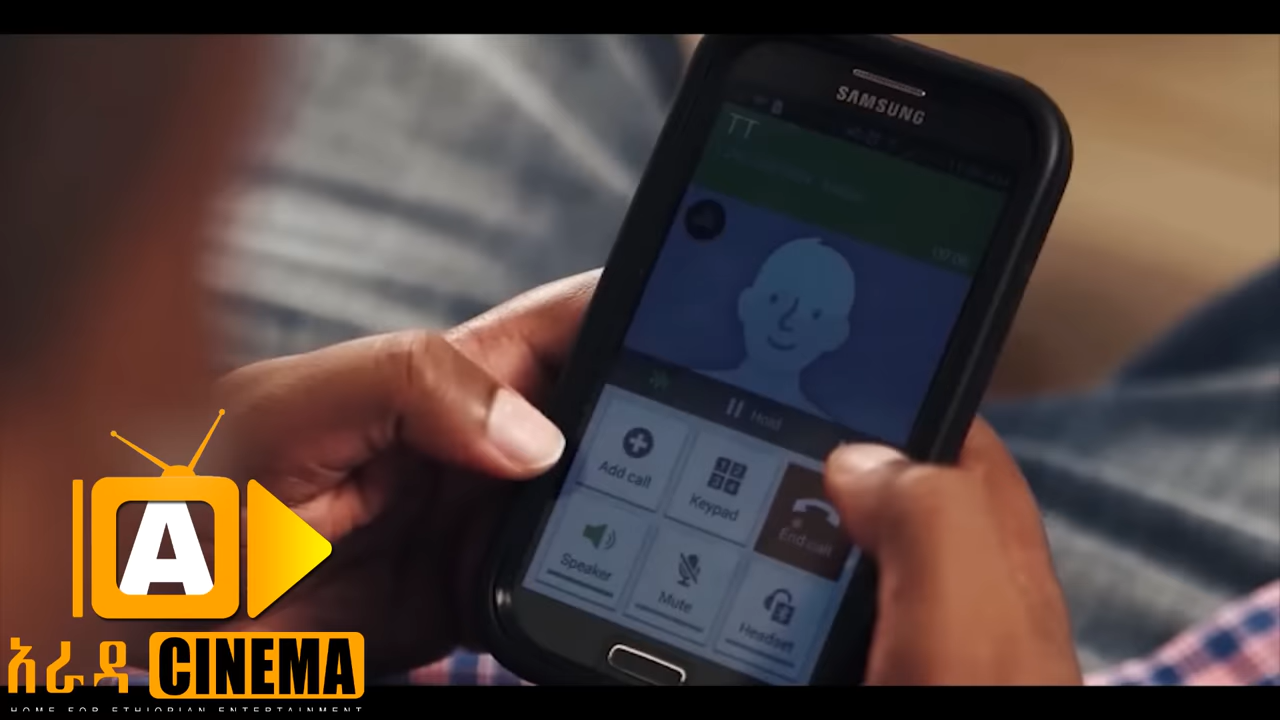 SAMSUNG
TT
Hold
Add call
Keypad
End call
Speaker
Mute
Headset
A
አራዳ CINEMA
HOME FOR ETHIOPIAN ENTERTAINMENT